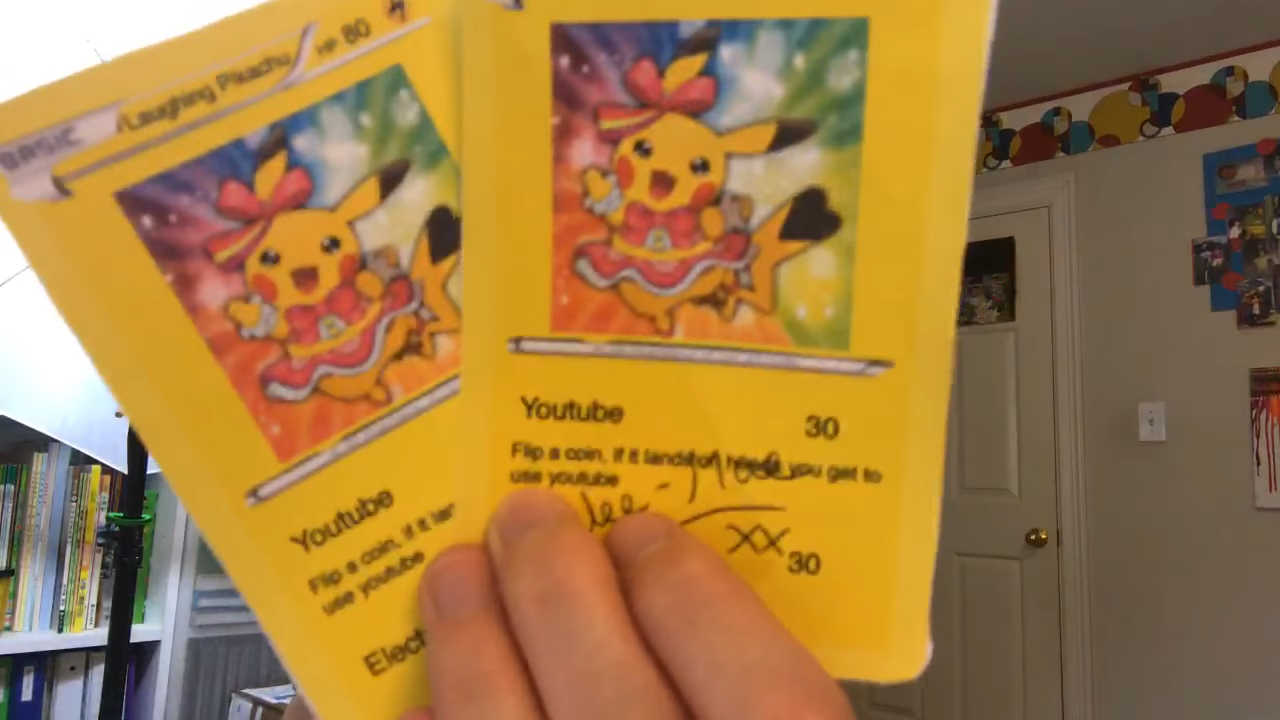 BASIC
Laughing Pikachu HP 80
Youtube
Flip a coin, if it
use youtube
Elect
Youtube 30
Flip a coin, if it lands on heads you get to
use youtube
lee-
XX
30